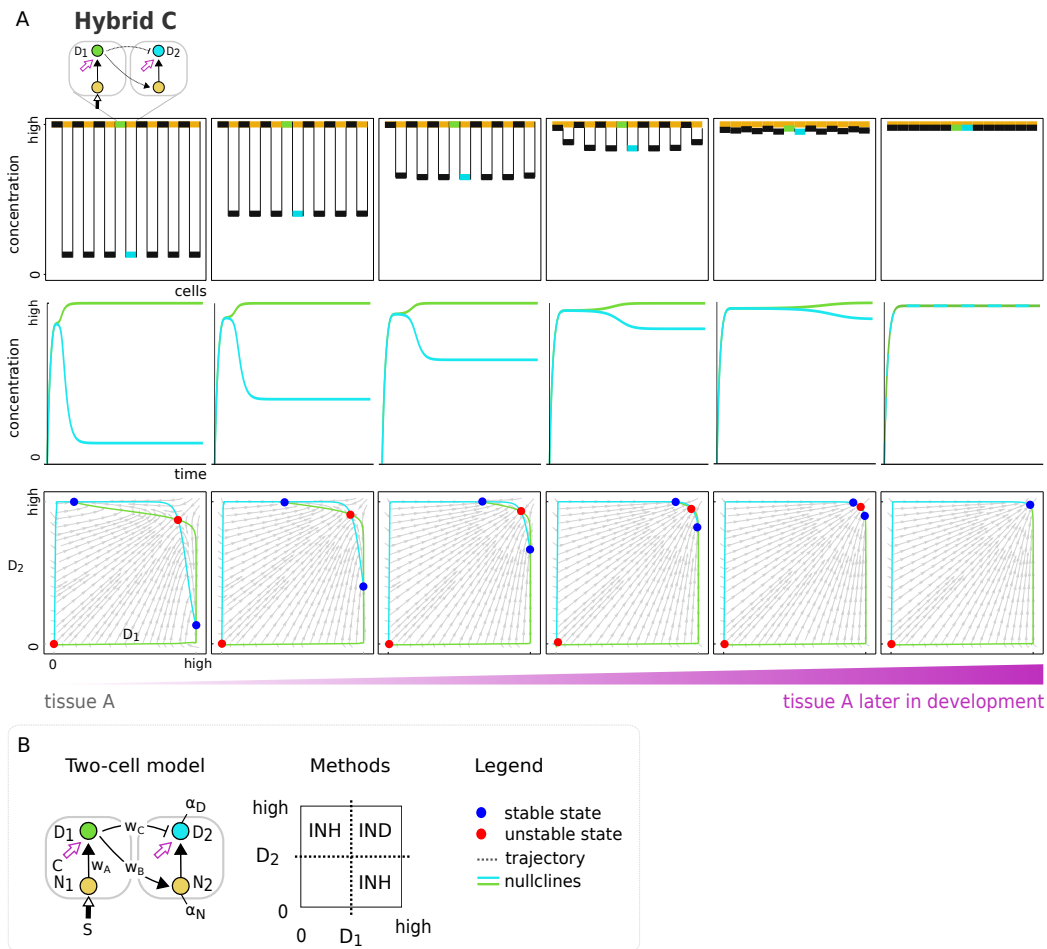 A
Hybrid C
D1 D2
concentration
high
0
cells
concentration
high
0
time
high
D2
0
D1
0 high
tissue A
tissue A later in development
B
Two-cell model
Methods
Legend
αD
D1 wC D2
C wA wB
N1 N2
αN
S
high
INH IND
D2
INH
0
high
0 D1
stable state
unstable state
trajectory
nullclines